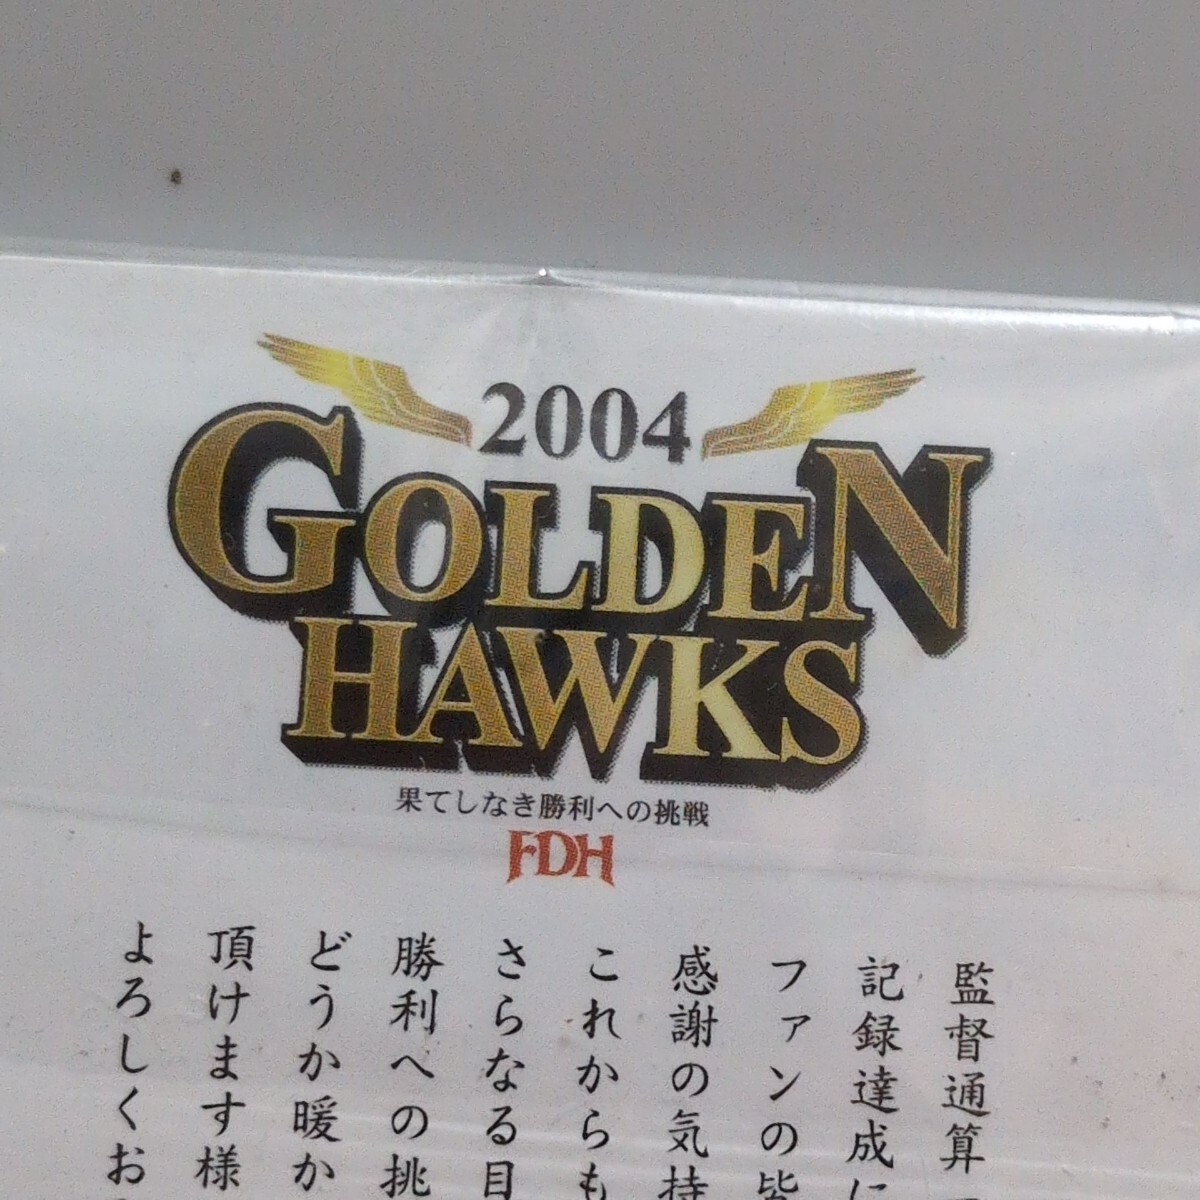 2004
GOLDEN
HAWKS
果てしなき勝利への挑戦
FDH
監督通算
記録達成に
ファンの皆
感謝の気持
これからも
さらなる目
勝利への挑
どうか暖か
頂けます様
よろしくお